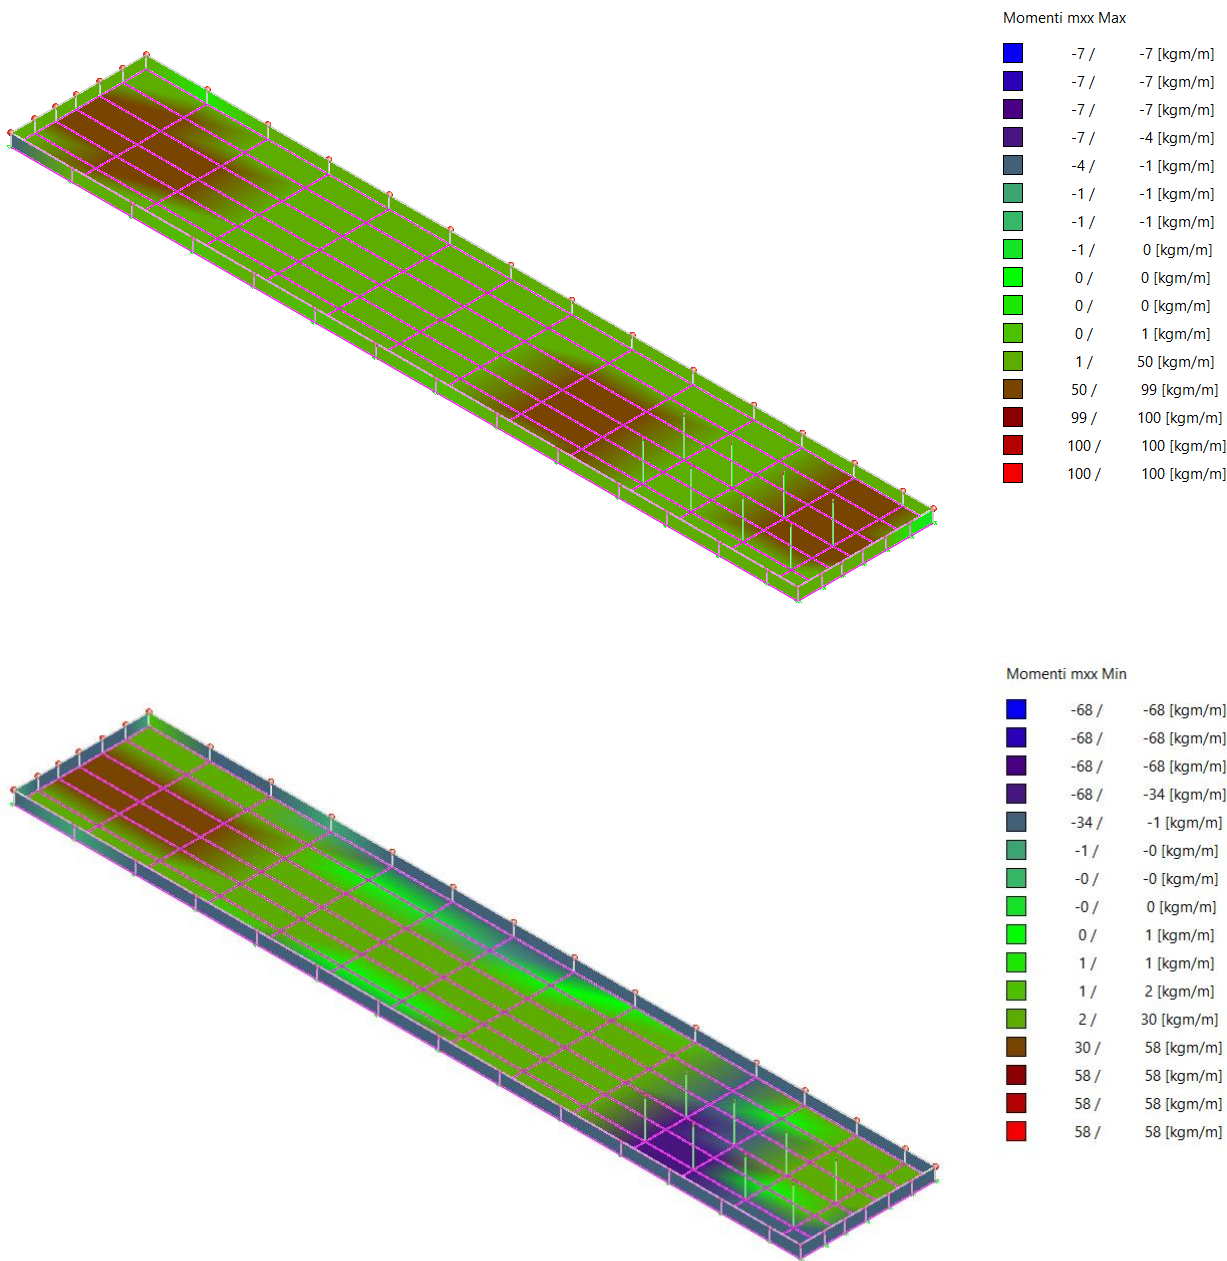 Momenti mxx Max
-7 / -7 [kgm/m]
-7 / -7 [kgm/m]
-7 / -7 [kgm/m]
-7 / -4 [kgm/m]
-4 / -1 [kgm/m]
-1 / -1 [kgm/m]
-1 / -1 [kgm/m]
-1 / 0 [kgm/m]
0 / 0 [kgm/m]
0 / 0 [kgm/m]
0 / 1 [kgm/m]
1 / 50 [kgm/m]
50 / 99 [kgm/m]
99 / 100 [kgm/m]
100 / 100 [kgm/m]
100 / 100 [kgm/m]
Momenti mxx Min
-68 / -68 [kgm/m]
-68 / -68 [kgm/m]
-68 / -68 [kgm/m]
-68 / -34 [kgm/m]
-34 / -1 [kgm/m]
-1 / -0 [kgm/m]
-0 / -0 [kgm/m]
-0 / 0 [kgm/m]
0 / 1 [kgm/m]
1 / 1 [kgm/m]
1 / 2 [kgm/m]
2 / 30 [kgm/m]
30 / 58 [kgm/m]
58 / 58 [kgm/m]
58 / 58 [kgm/m]
58 / 58 [kgm/m]